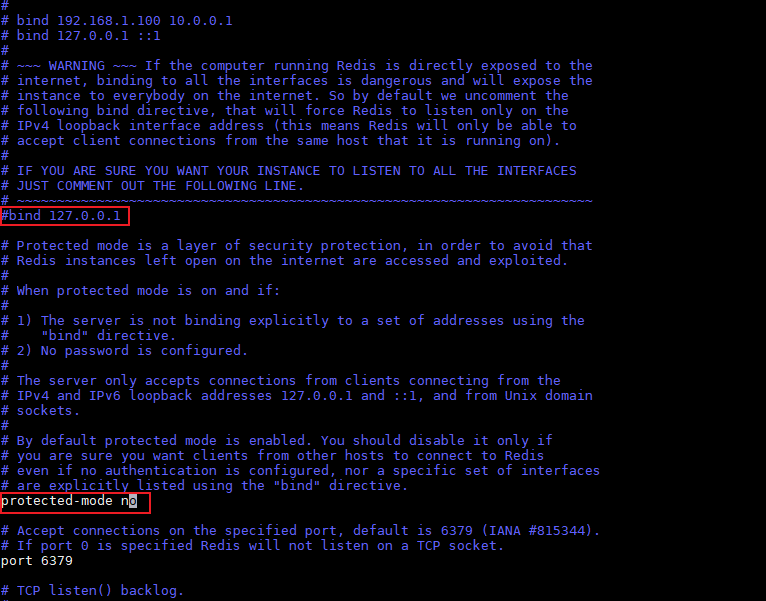 #
# bind 192.168.1.100 10.0.0.1
# bind 127.0.0.1 ::1
#
# ~~~ WARNING ~~~ If the computer running Redis is directly exposed to the
# internet, binding to all the interfaces is dangerous and will expose the
# instance to everybody on the internet. So by default we uncomment the
# following bind directive, that will force Redis to listen only on the
# IPv4 loopback interface address (this means Redis will only be able to
# accept client connections from the same host that it is running on).
#
# IF YOU ARE SURE YOU WANT YOUR INSTANCE TO LISTEN TO ALL THE INTERFACES
# JUST COMMENT OUT THE FOLLOWING LINE.
# ~~~~~~~~~~~~~~~~~~~~~~~~~~~~~~~~~~~~~~~~~~~~~~~~~~~~~~~~~~~~~~~~~~~~~~~~
#bind 127.0.0.1
# Protected mode is a layer of security protection, in order to avoid that
# Redis instances left open on the internet are accessed and exploited.
#
# When protected mode is on and if:
#
# 1) The server is not binding explicitly to a set of addresses using the
#    "bind" directive.
# 2) No password is configured.
#
# The server only accepts connections from clients connecting from the
# IPv4 and IPv6 loopback addresses 127.0.0.1 and ::1, and from Unix domain
# sockets.
#
# By default protected mode is enabled. You should disable it only if
# you are sure you want clients from other hosts to connect to Redis
# even if no authentication is configured, nor a specific set of interfaces
# are explicitly listed using the "bind" directive.
protected-mode no
# Accept connections on the specified port, default is 6379 (IANA #815344).
# If port 0 is specified Redis will not listen on a TCP socket.
port 6379
# TCP listen() backlog.
#